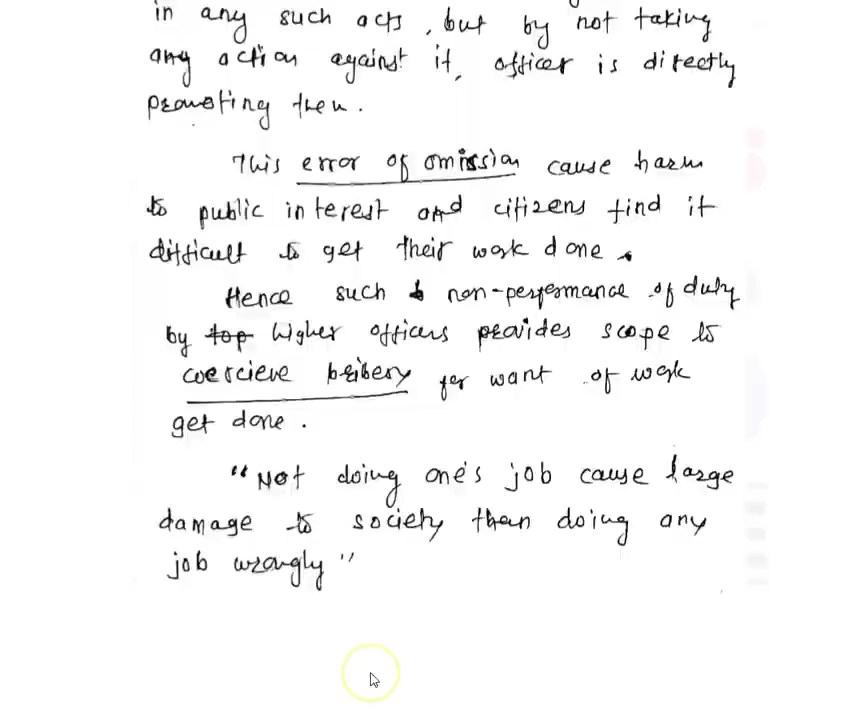 in any such acts, but by not taking
any action against it, officer is directly
promoting them.
This error of omission cause harm
to public interest and citizens find it
difficult to get their work done.
Hence such non-performance of duty
by top higher officers provides scope to
coercieve bribery for want of work
get done.
"Not doing one's job cause large
damage to society than doing any
job wrongly"